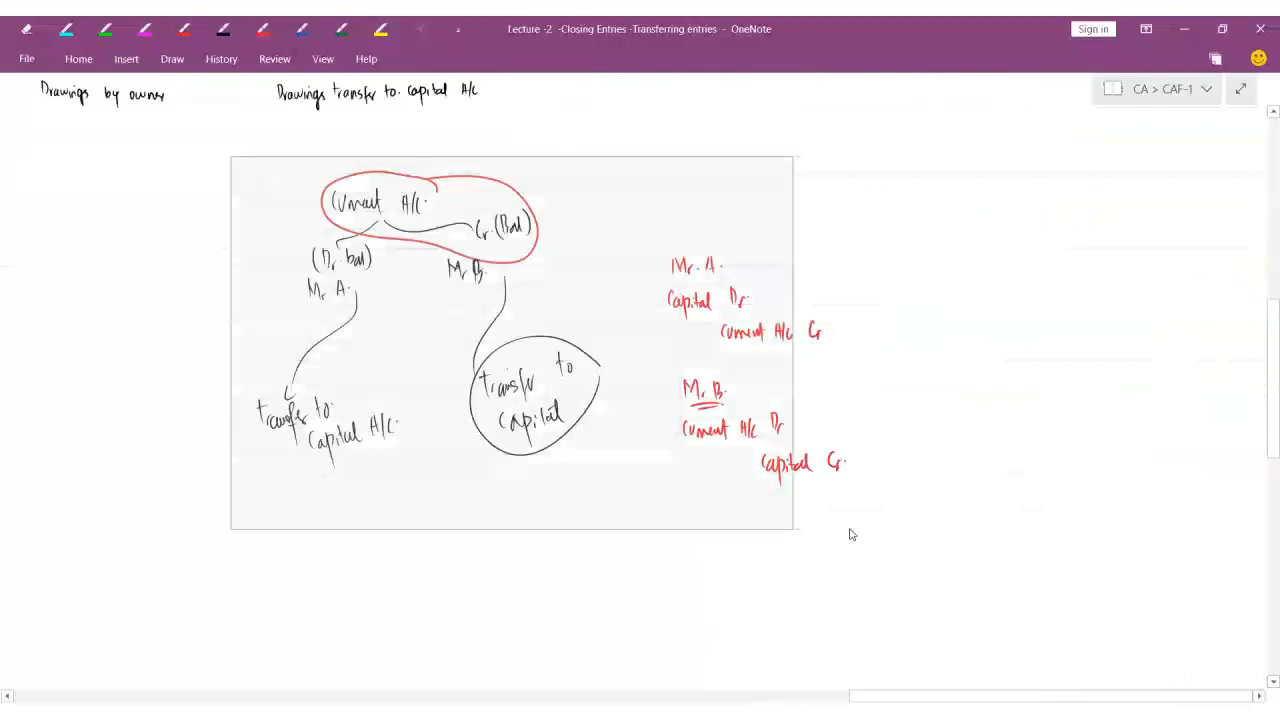 Lecture -2 -Closing Entries -Transferring entries - OneNote
Sign in
File Home Insert Draw History Review View Help
CA > CAF-1
Drawings by owner
Drawings transfer to. capital A/c
Current A/c.
(Dr. bal)
Cr. (Bal)
Mr A.
Mr B.
transfer to.
capital A/c.
transfr to
capital
Mr. A.
Capital Dr.
Current A/c Cr
Mr. B.
Current A/c Dr
Capital Cr.